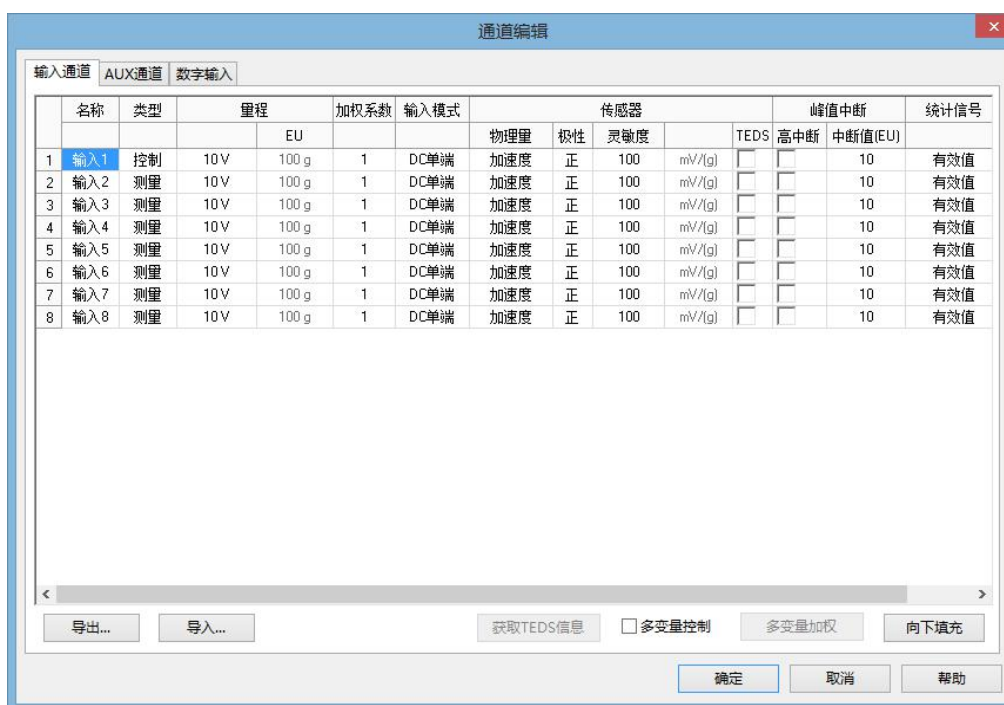 通道编辑
输入通道 AUX通道 数字输入
名称 类型 量程 加权系数 输入模式 传感器 峰值中断 统计信号
EU 物理量 极性 灵敏度 TEDS 高中断 中断值(EU)
1 输入1 控制 10 V 100 g 1 DC单端 加速度 正 100 mV/(g) 10 有效值
2 输入2 测量 10 V 100 g 1 DC单端 加速度 正 100 mV/(g) 10 有效值
3 输入3 测量 10 V 100 g 1 DC单端 加速度 正 100 mV/(g) 10 有效值
4 输入4 测量 10 V 100 g 1 DC单端 加速度 正 100 mV/(g) 10 有效值
5 输入5 测量 10 V 100 g 1 DC单端 加速度 正 100 mV/(g) 10 有效值
6 输入6 测量 10 V 100 g 1 DC单端 加速度 正 100 mV/(g) 10 有效值
7 输入7 测量 10 V 100 g 1 DC单端 加速度 正 100 mV/(g) 10 有效值
8 输入8 测量 10 V 100 g 1 DC单端 加速度 正 100 mV/(g) 10 有效值
导出... 导入... 获取TEDS信息 多变量控制 多变量加权 向下填充
确定 取消 帮助